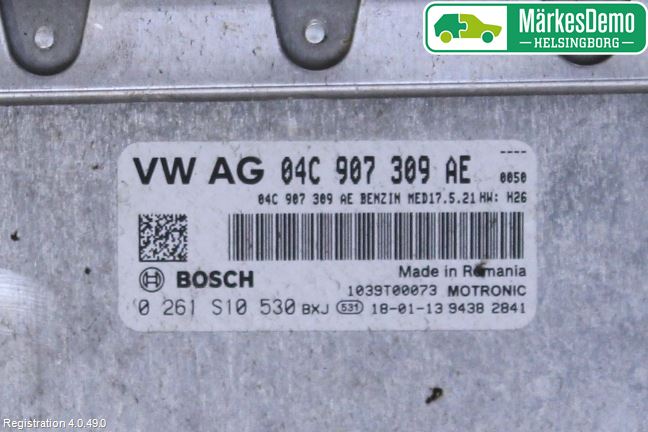 MärkesDemo
HELSINGBORG
VW AG 04C 907 309 AE ----
0050
04C 907 309 AE BENZIN MED17.5.21 HW: H26
BOSCH
Made in Romania
1039T00073 MOTRONIC
0 261 S10 530 BXJ 531 18-01-13 9438 2841
Registration 4.0.49.0